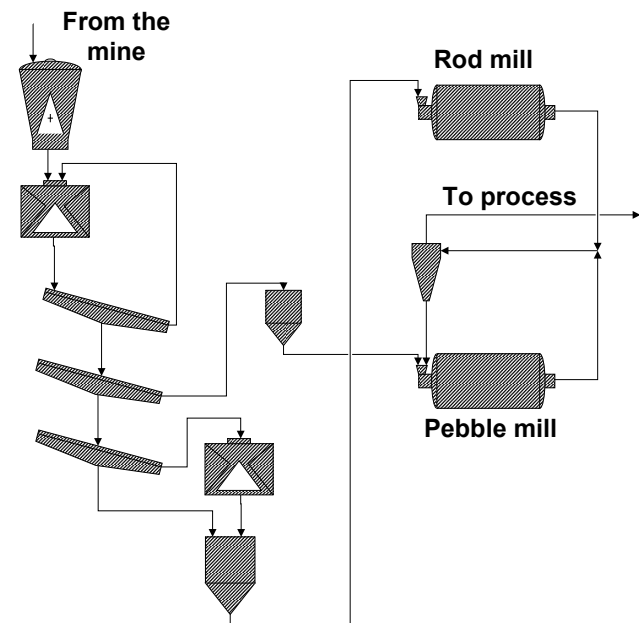 From the
mine
Rod mill
To process
Pebble mill